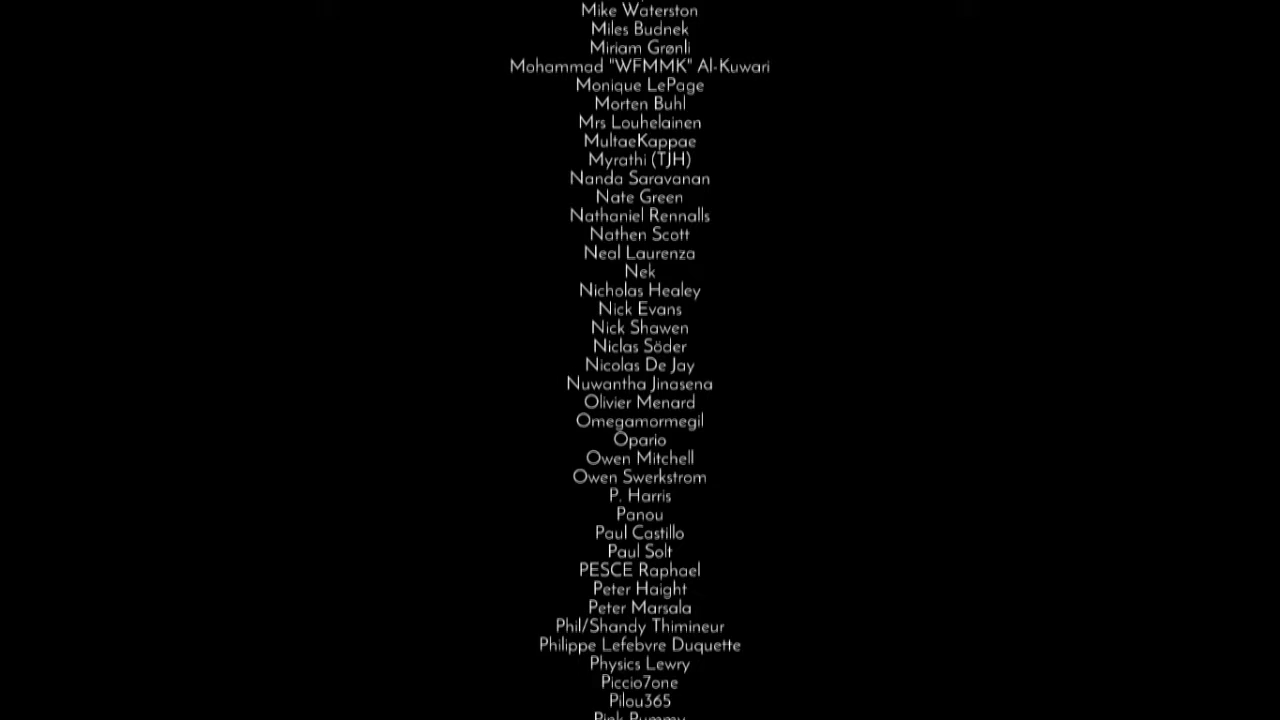 Mike Waterston
Miles Budnek
Miriam Grønli
Mohammad "WFMMK" Al-Kuwari
Monique LePage
Morten Buhl
Mrs Louhelainen
MultaeKappae
Myrathi (TJH)
Nanda Saravanan
Nate Green
Nathaniel Rennalls
Nathen Scott
Neal Laurenza
Nek
Nicholas Healey
Nick Evans
Nick Shawen
Niclas Söder
Nicolas De Jay
Nuwantha Jinasena
Olivier Menard
Omegamormegil
Opario
Owen Mitchell
Owen Swerkstrom
P. Harris
Panou
Paul Castillo
Paul Solt
PESCE Raphael
Peter Haight
Peter Marsala
Phil/Shandy Thimineur
Philippe Lefebvre Duquette
Physics Lewry
Piccio7one
Pilou365
Pink